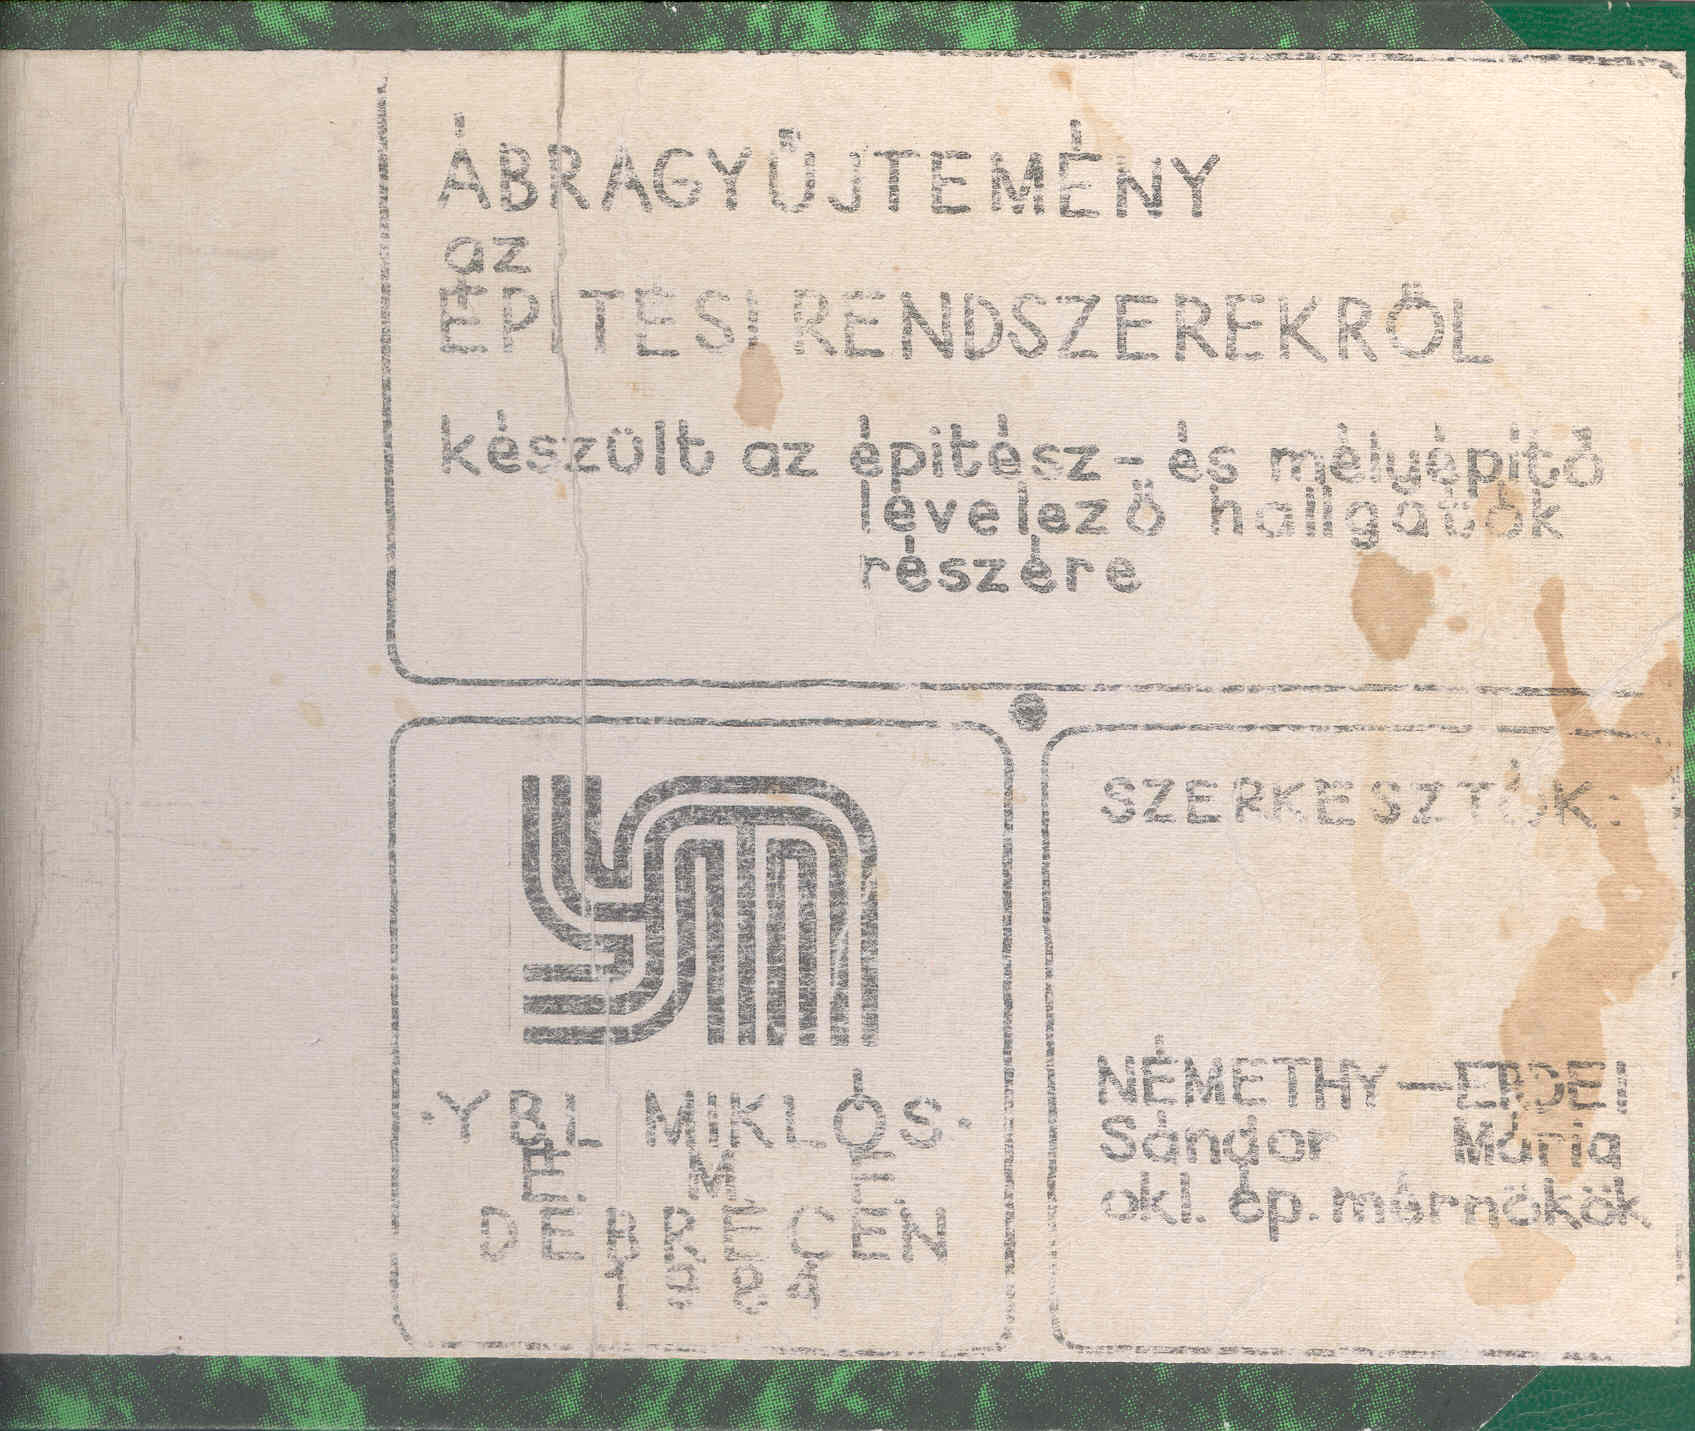 ÁBRAGYŰJTEMÉNY
az
ÉPITÉSI RENDSZEREKRŐL
készült az épitész- és mélyépitő
levelező hallgatók
részére
SZERKESZTŐK:
·YBL MIKLÓS·
É. M. E.
DEBRECEN
1984
NÉMETHY — ERDEI
Sándor Mária
okl. ép. mérnökök